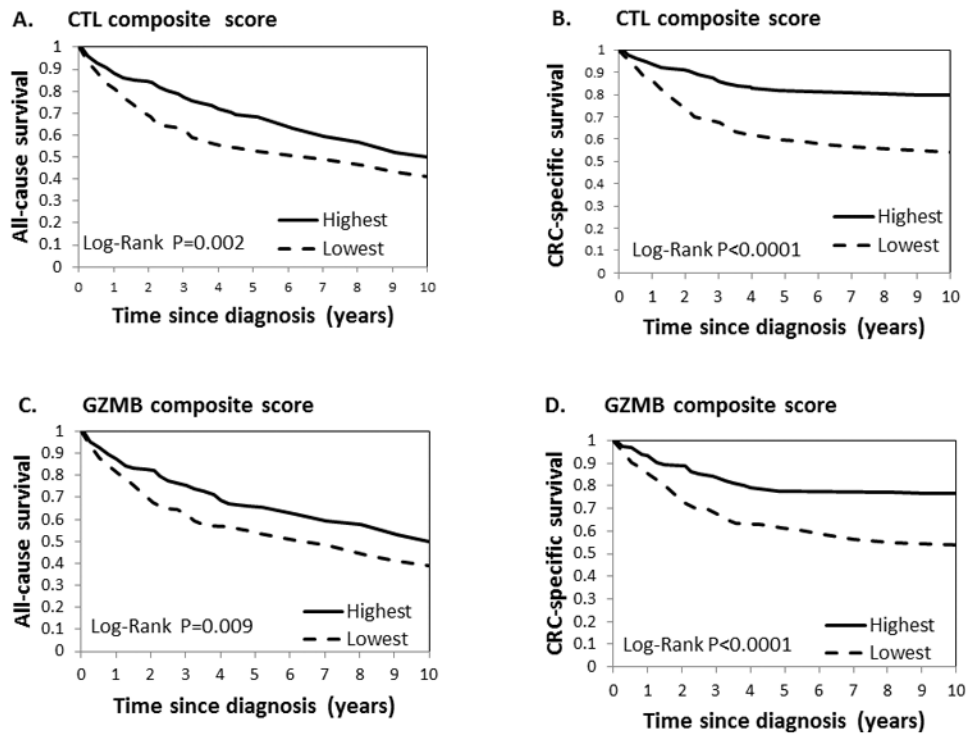 A. CTL composite score
1
0.9
0.8
0.7
0.6
0.5
0.4
0.3
0.2
0.1
0
All-cause survival
Highest
Lowest
Log-Rank P=0.002
0 1 2 3 4 5 6 7 8 9 10
Time since diagnosis (years)
B. CTL composite score
1
0.9
0.8
0.7
0.6
0.5
0.4
0.3
0.2
0.1
0
CRC-specific survival
Highest
Lowest
Log-Rank P<0.0001
0 1 2 3 4 5 6 7 8 9 10
Time since diagnosis (years)
C. GZMB composite score
1
0.9
0.8
0.7
0.6
0.5
0.4
0.3
0.2
0.1
0
All-cause survival
Highest
Lowest
Log-Rank P=0.009
0 1 2 3 4 5 6 7 8 9 10
Time since diagnosis (years)
D. GZMB composite score
1
0.9
0.8
0.7
0.6
0.5
0.4
0.3
0.2
0.1
0
CRC-specific survival
Highest
Lowest
Log-Rank P<0.0001
0 1 2 3 4 5 6 7 8 9 10
Time since diagnosis (years)